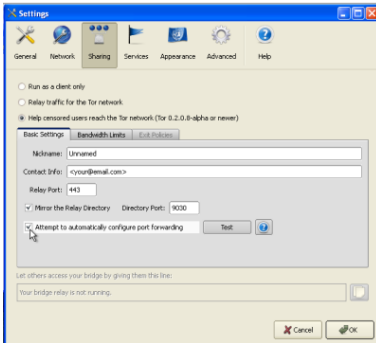 Settings
General Network Sharing Services Appearance Advanced Help
Run as a client only
Relay traffic for the Tor network
Help censored users reach the Tor network (Tor 0.2.0.8-alpha or newer)
Basic Settings Bandwidth Limits Exit Policies
Nickname: Unnamed
Contact Info: <your@email.com>
Relay Port: 443
Mirror the Relay Directory Directory Port: 9030
Attempt to automatically configure port forwarding Test
Let others access your bridge by giving them this line:
Your bridge relay is not running.
Cancel OK